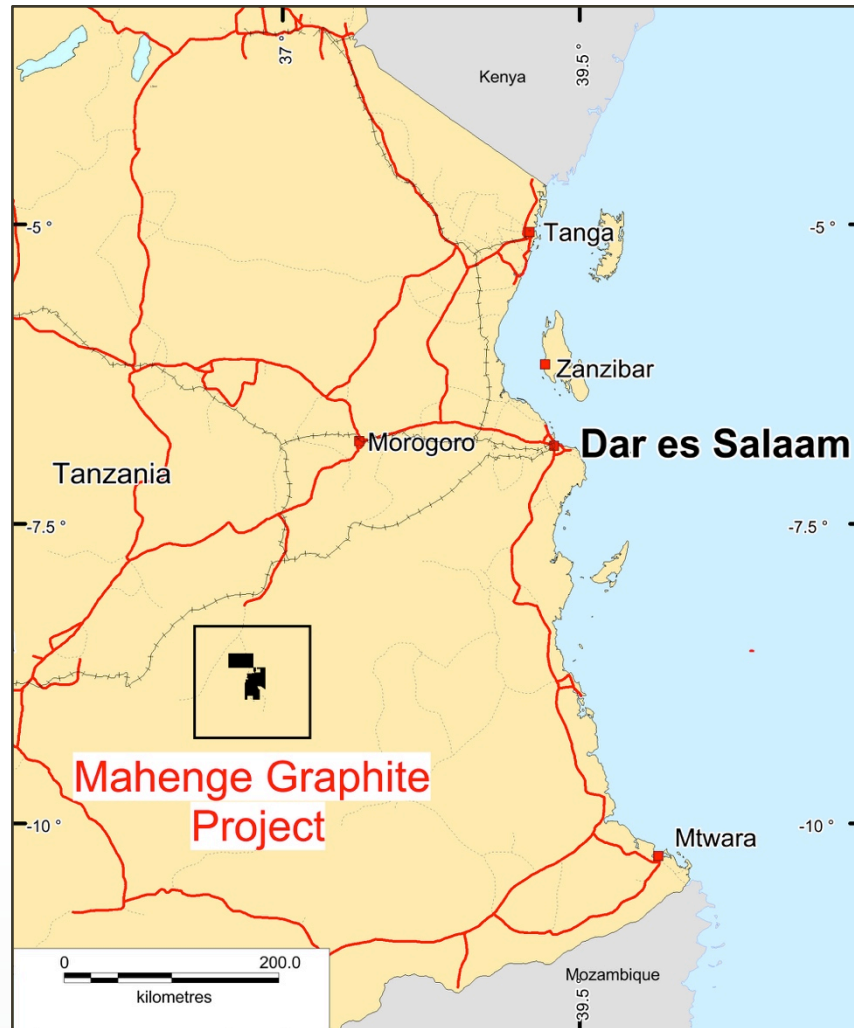 37 °
39.5 °
Kenya
-5 °
-5 °
Tanga
Zanzibar
Morogoro
Dar es Salaam
Tanzania
-7.5 °
-7.5 °
Mahenge Graphite
Project
-10 °
-10 °
Mtwara
0
200.0
kilometres
Mozambique
39.5 °